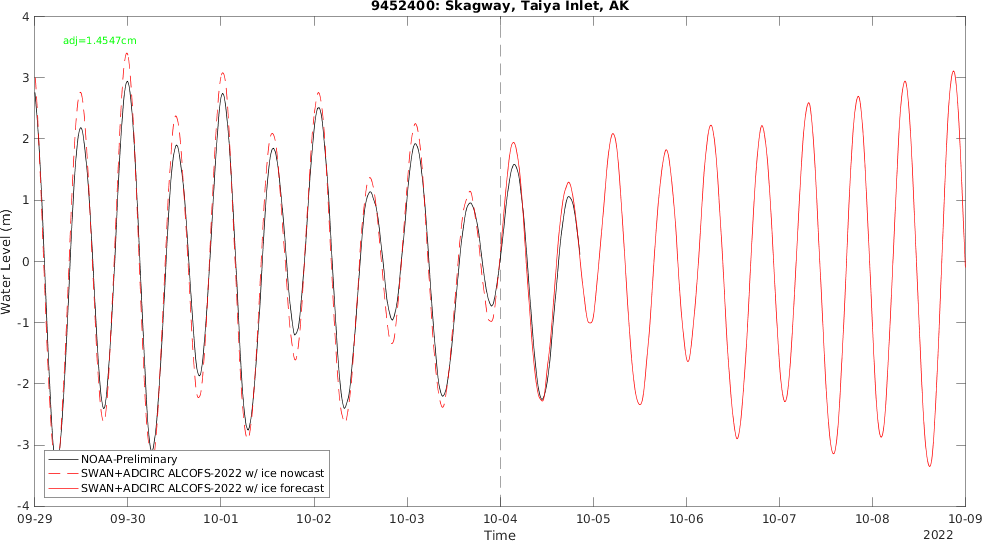 9452400: Skagway, Taiya Inlet, AK
adj=1.4547cm
Water Level (m)
4
3
2
1
0
-1
-2
-3
-4
NOAA-Preliminary
SWAN+ADCIRC ALCOFS-2022 w/ ice nowcast
SWAN+ADCIRC ALCOFS-2022 w/ ice forecast
09-29 09-30 10-01 10-02 10-03 10-04 10-05 10-06 10-07 10-08 10-09
Time
2022